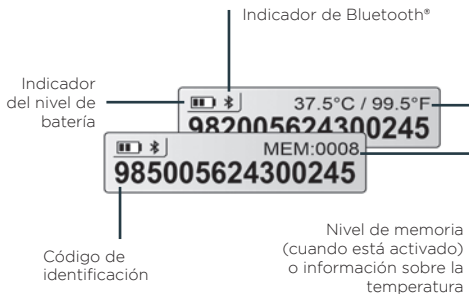 Indicador de Bluetooth®
Indicador
del nivel de
batería
37.5°C / 99.5°F
982005624300245
MEM:0008
985005624300245
Código de
identificación
Nivel de memoria
(cuando está activado)
o información sobre la
temperatura